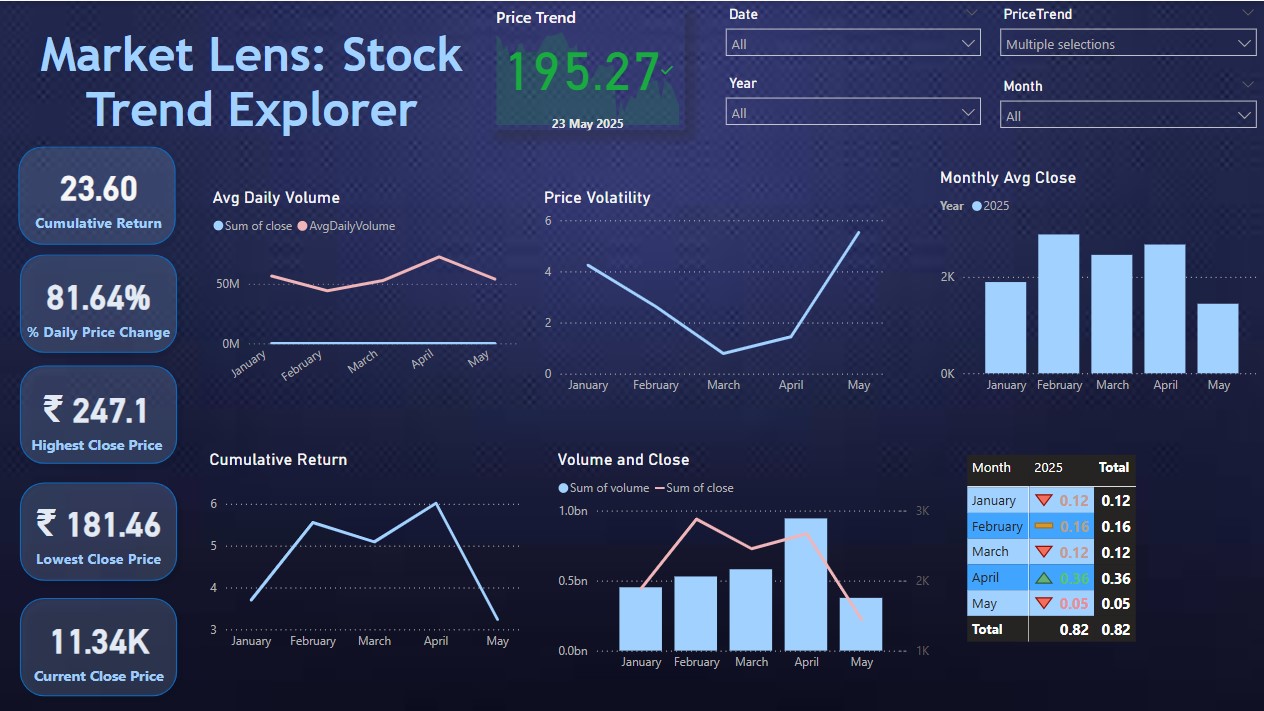 Market Lens: Stock
Trend Explorer
Price Trend
195.27
23 May 2025
Date
All
PriceTrend
Multiple selections
Year
All
Month
All
23.60
Cumulative Return
81.64%
% Daily Price Change
₹ 247.1
Highest Close Price
₹ 181.46
Lowest Close Price
11.34K
Current Close Price
Avg Daily Volume
Sum of close AvgDailyVolume
50M
0M
January February March April May
Price Volatility
6
4
2
0
January February March April May
Monthly Avg Close
Year 2025
2K
0K
January February March April May
Cumulative Return
6
5
4
3
January February March April May
Volume and Close
Sum of volume Sum of close
1.0bn 3K
0.5bn 2K
0.0bn 1K
January February March April May
Month 2025 Total
January 0.12 0.12
February 0.16 0.16
March 0.12 0.12
April 0.36 0.36
May 0.05 0.05
Total 0.82 0.82